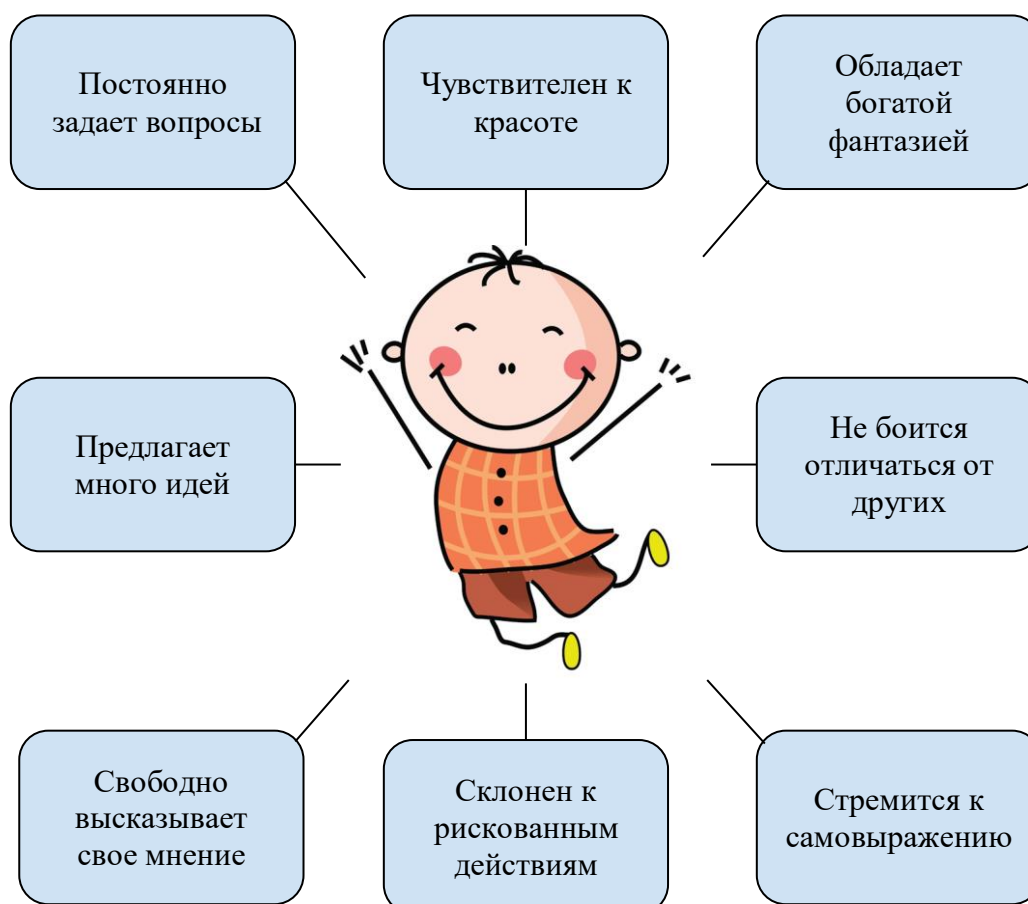 Постоянно
задает вопросы
Чувствителен к
красоте
Обладает
богатой
фантазией
Предлагает
много идей
Не боится
отличаться от
других
Свободно
высказывает
свое мнение
Склонен к
рискованным
действиям
Стремится к
самовыражению